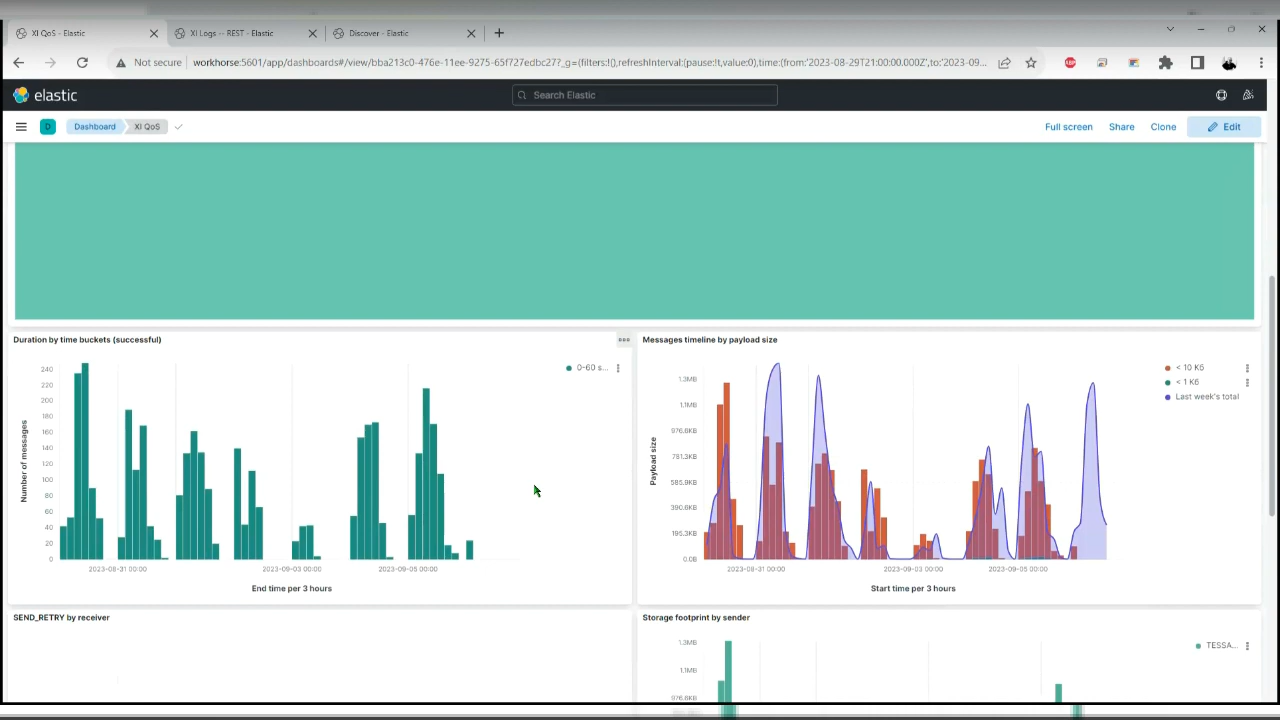 XI QoS - Elastic
XI Logs -- REST - Elastic
Discover - Elastic
Not secure workhorse:5601/app/dashboards#/view/bba213c0-476e-11ee-9275-65f727edbc27?_g=(filters:!(),refreshInterval:(pause:!t,value:0),time:(from:'2023-08-29T21:00:00.000Z',to:'2023-09...
ABP
elastic
Search Elastic
D Dashboard XI QoS
Full screen Share Clone Edit
Duration by time buckets (successful)
240
220
200
180
160
140
120
100
80
60
40
20
0
Number of messages
2023-08-31 00:00 2023-09-03 00:00 2023-09-05 00:00
End time per 3 hours
0-60 s...
Messages timeline by payload size
1.3MB
1.1MB
976.6KB
781.3KB
585.9KB
390.6KB
195.3KB
0.0B
Payload size
2023-08-31 00:00 2023-09-03 00:00 2023-09-05 00:00
Start time per 3 hours
< 10 Кб
< 1 Кб
Last week's total
SEND_RETRY by receiver
Storage footprint by sender
1.3MB
1.1MB
976.6KB
TESSA...